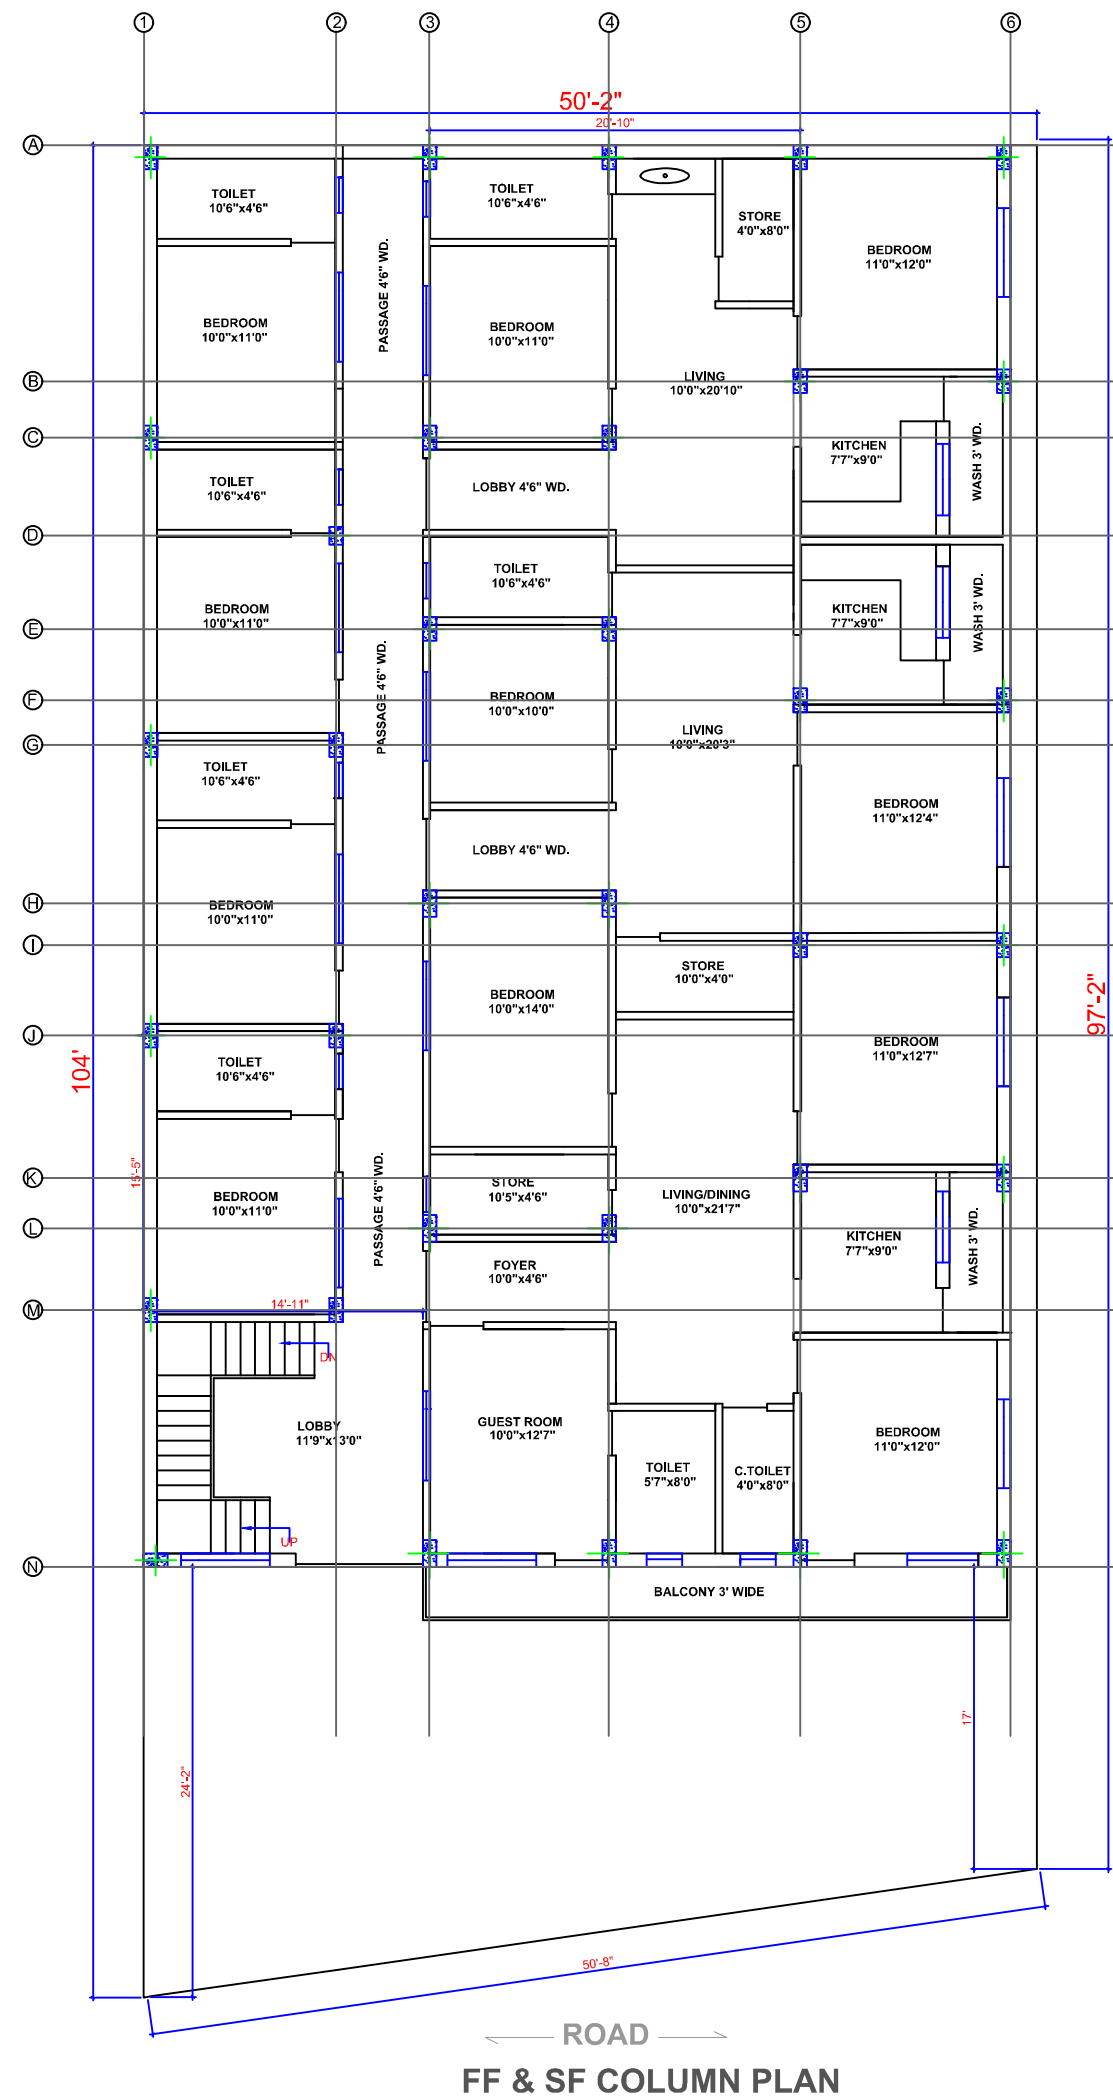 1 2 3 4 5 6
50'-2"
20'-10"
A
TOILET
10'6"x4'6"
TOILET
10'6"x4'6"
STORE
4'0"x8'0"
BEDROOM
11'0"x12'0"
PASSAGE 4'6" WD.
BEDROOM
10'0"x11'0"
BEDROOM
10'0"x11'0"
LIVING
10'0"x20'10"
B
C
KITCHEN
7'7"x9'0"
WASH 3' WD.
TOILET
10'6"x4'6"
LOBBY 4'6" WD.
D
TOILET
10'6"x4'6"
BEDROOM
10'0"x11'0"
KITCHEN
7'7"x9'0"
WASH 3' WD.
E
PASSAGE 4'6" WD.
F
BEDROOM
10'0"x10'0"
LIVING
10'0"x20'3"
G
TOILET
10'6"x4'6"
BEDROOM
11'0"x12'4"
LOBBY 4'6" WD.
H
BEDROOM
10'0"x11'0"
I
STORE
10'0"x4'0"
BEDROOM
10'0"x14'0"
97'-2"
J
BEDROOM
11'0"x12'7"
104'
TOILET
10'6"x4'6"
15'-5"
K
BEDROOM
10'0"x11'0"
PASSAGE 4'6" WD.
STORE
10'5"x4'6"
LIVING/DINING
10'0"x21'7"
L
KITCHEN
7'7"x9'0"
WASH 3' WD.
FOYER
10'0"x4'6"
M
14'-11"
DN
LOBBY
11'9"x13'0"
GUEST ROOM
10'0"x12'7"
BEDROOM
11'0"x12'0"
TOILET
5'7"x8'0"
C.TOILET
4'0"x8'0"
UP
N
BALCONY 3' WIDE
17'
24'-2"
50'-8"
ROAD
FF & SF COLUMN PLAN